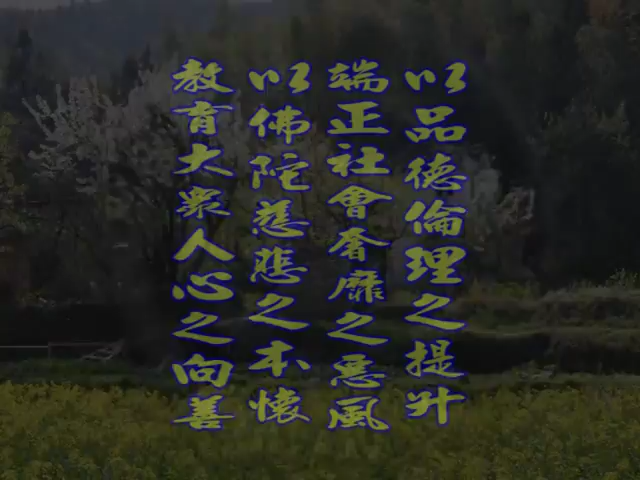 以品德倫理之提升
端正社會奢靡之惡風
以佛陀慈悲之本懷
教育大眾人心之向善